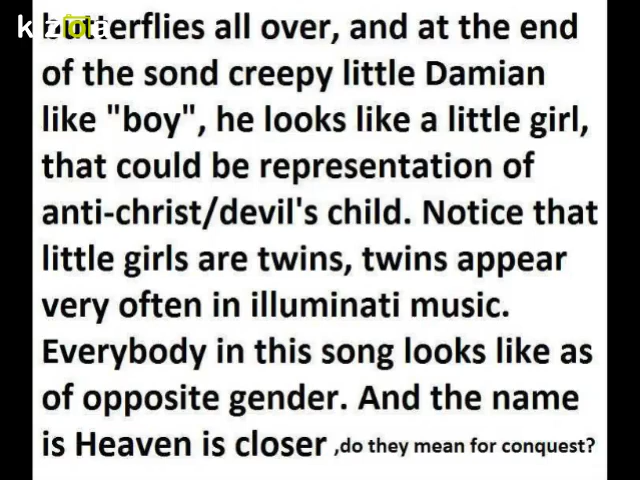 kizoa
butterflies all over, and at the end
of the sond creepy little Damian
like "boy", he looks like a little girl,
that could be representation of
anti-christ/devil's child. Notice that
little girls are twins, twins appear
very often in illuminati music.
Everybody in this song looks like as
of opposite gender. And the name
is Heaven is closer ,do they mean for conquest?